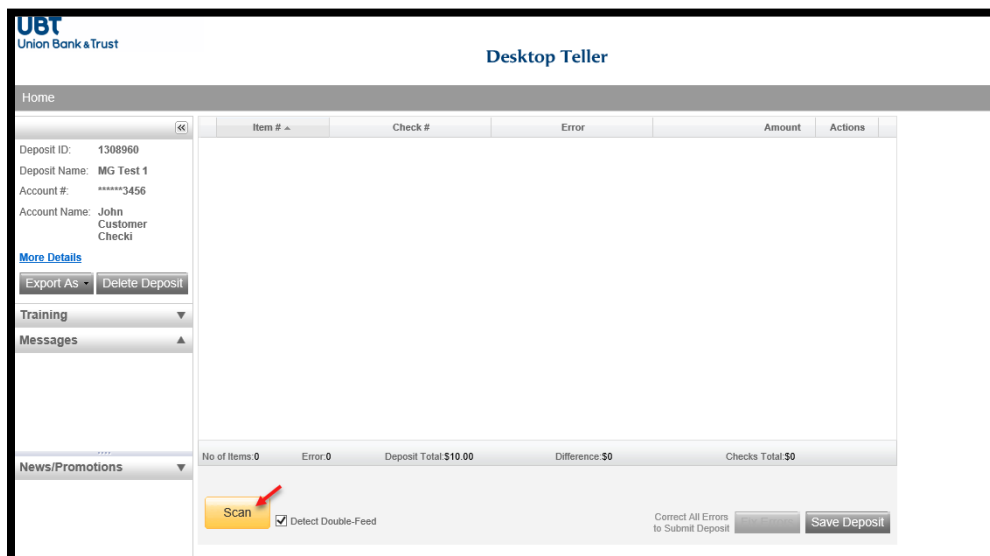 UBT
Union Bank & Trust
Desktop Teller
Home
Item # Check # Error Amount Actions
Deposit ID: 1308960
Deposit Name: MG Test 1
Account #: ******3456
Account Name: John
Customer
Checki
More Details
Export As Delete Deposit
Training
Messages
No of Items:0 Error:0 Deposit Total:$10.00 Difference:$0 Checks Total:$0
News/Promotions
Scan
Detect Double-Feed
Correct All Errors
to Submit Deposit
Save Deposit